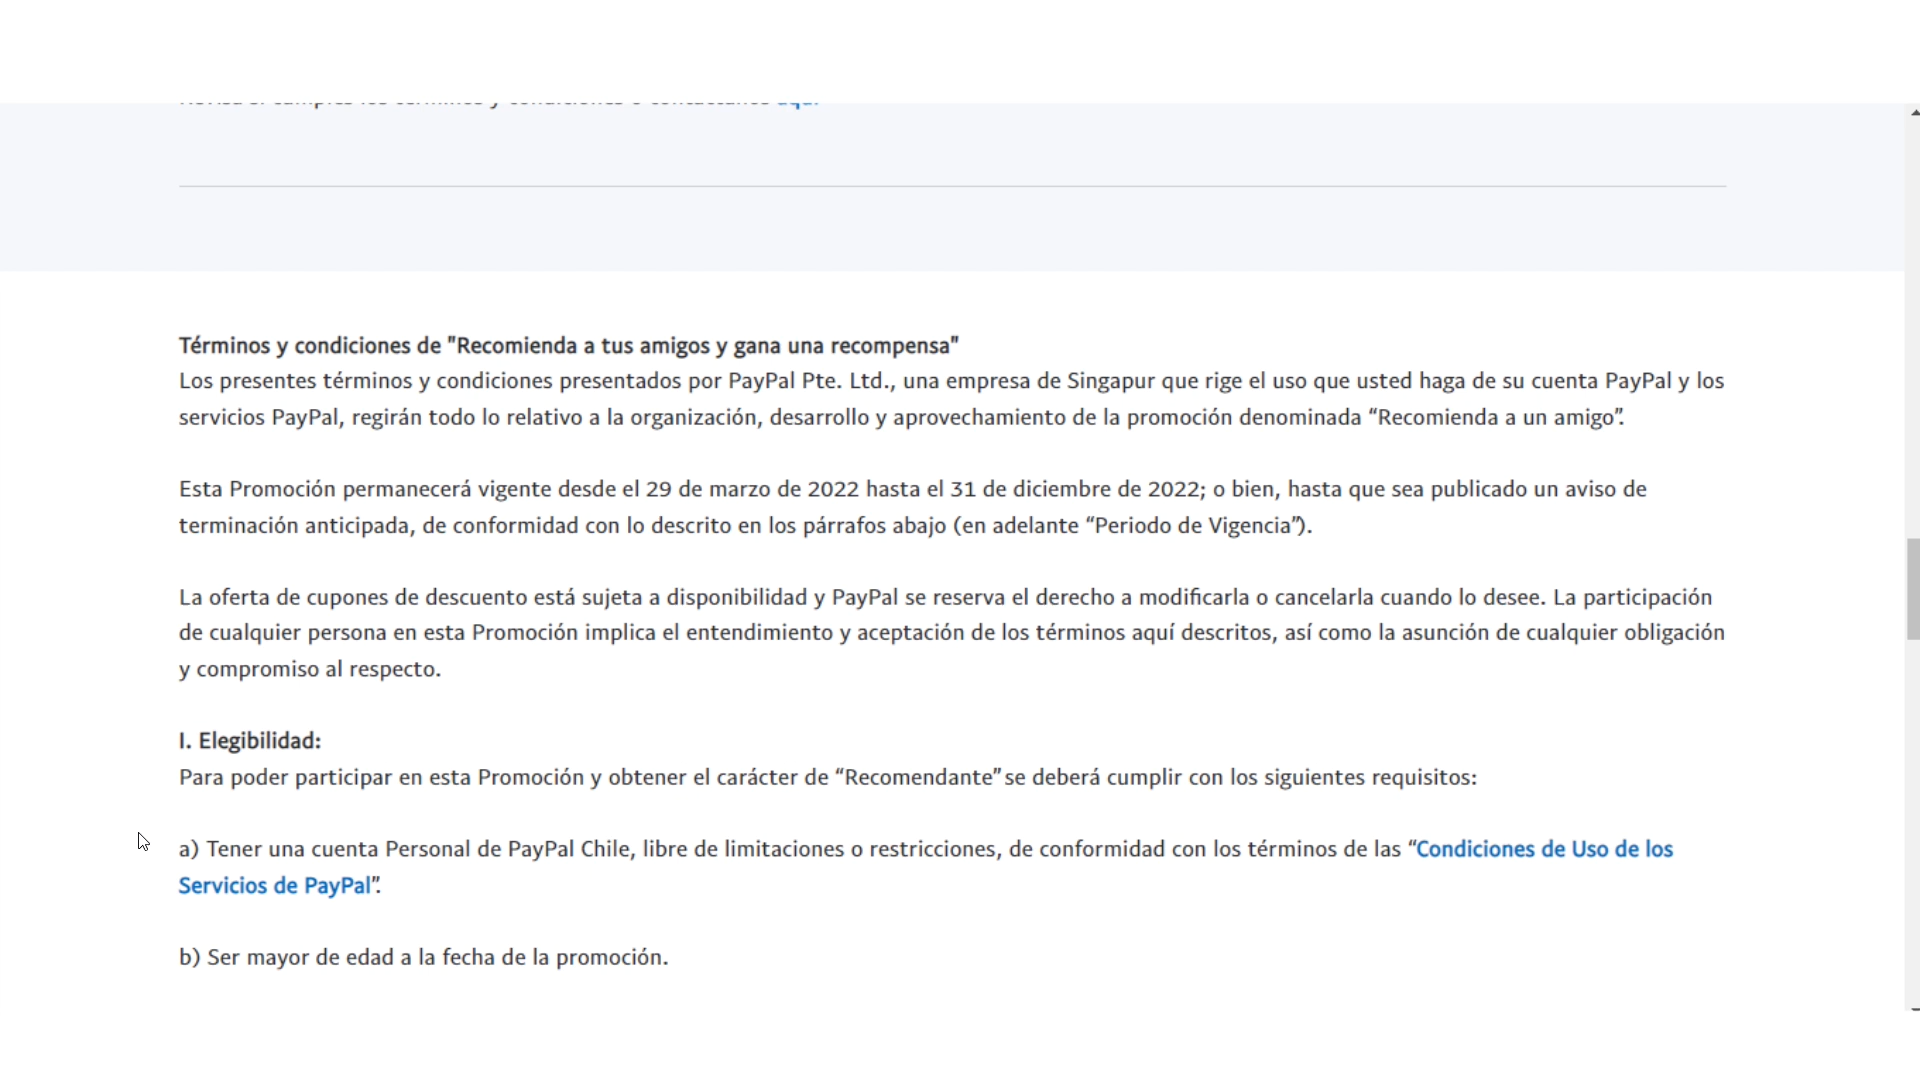 Términos y condiciones de "Recomienda a tus amigos y gana una recompensa"
Los presentes términos y condiciones presentados por PayPal Pte. Ltd., una empresa de Singapur que rige el uso que usted haga de su cuenta PayPal y los
servicios PayPal, regirán todo lo relativo a la organización, desarrollo y aprovechamiento de la promoción denominada “Recomienda a un amigo”.
Esta Promoción permanecerá vigente desde el 29 de marzo de 2022 hasta el 31 de diciembre de 2022; o bien, hasta que sea publicado un aviso de
terminación anticipada, de conformidad con lo descrito en los párrafos abajo (en adelante “Periodo de Vigencia”).
La oferta de cupones de descuento está sujeta a disponibilidad y PayPal se reserva el derecho a modificarla o cancelarla cuando lo desee. La participación
de cualquier persona en esta Promoción implica el entendimiento y aceptación de los términos aquí descritos, así como la asunción de cualquier obligación
y compromiso al respecto.
I. Elegibilidad:
Para poder participar en esta Promoción y obtener el carácter de “Recomendante” se deberá cumplir con los siguientes requisitos:
a) Tener una cuenta Personal de PayPal Chile, libre de limitaciones o restricciones, de conformidad con los términos de las “Condiciones de Uso de los
Servicios de PayPal”.
b) Ser mayor de edad a la fecha de la promoción.